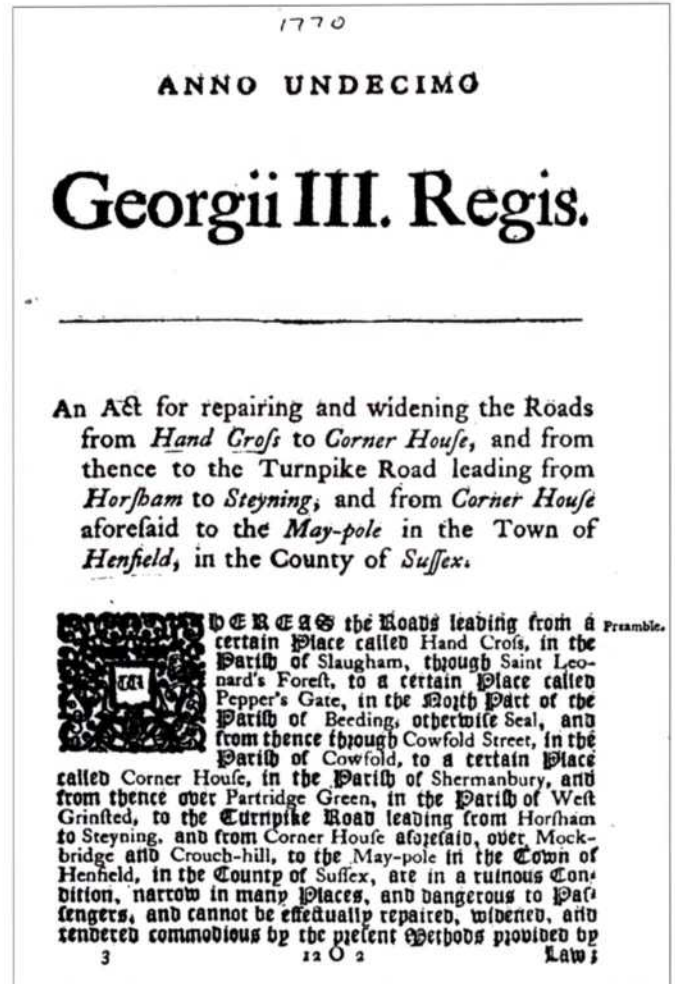 1770
ANNO UNDECIMO
Georgii III. Regis.
An Act for repairing and widening the Roads
from Hand Croſs to Corner Houſe, and from
thence to the Turnpike Road leading from
Horſham to Steyning, and from Corner Houſe
aforeſaid to the May-pole in the Town of
Henfield, in the County of Suſſex.
WHEREAS the Roads leading from a Preamble.
certain Place called Hand Croſs, in the
Pariſh of Slaugham, through Saint Leo-
nard's Foreſt, to a certain Place called
Pepper's Gate, in the North Part of the
Pariſh of Beeding, otherwiſe Seal, and
from thence through Cowfold Street, in the
Pariſh of Cowfold, to a certain Place
called Corner Houſe, in the Pariſh of Shermanbury, and
from thence over Partridge Green, in the Pariſh of Weſt
Grinſted, to the Turnpike Road leading from Horſham
to Steyning, and from Corner Houſe aforeſaid, over Mock-
bridge and Crouch-hill, to the May-pole in the Town of
Henfield, in the County of Suſſex, are in a ruinous Con-
dition, narrow in many Places, and dangerous to Paſ-
ſengers, and cannot be effectually repaired, widened, and
rendered commodious by the preſent Methods provided by
3 12 O 2 Law;